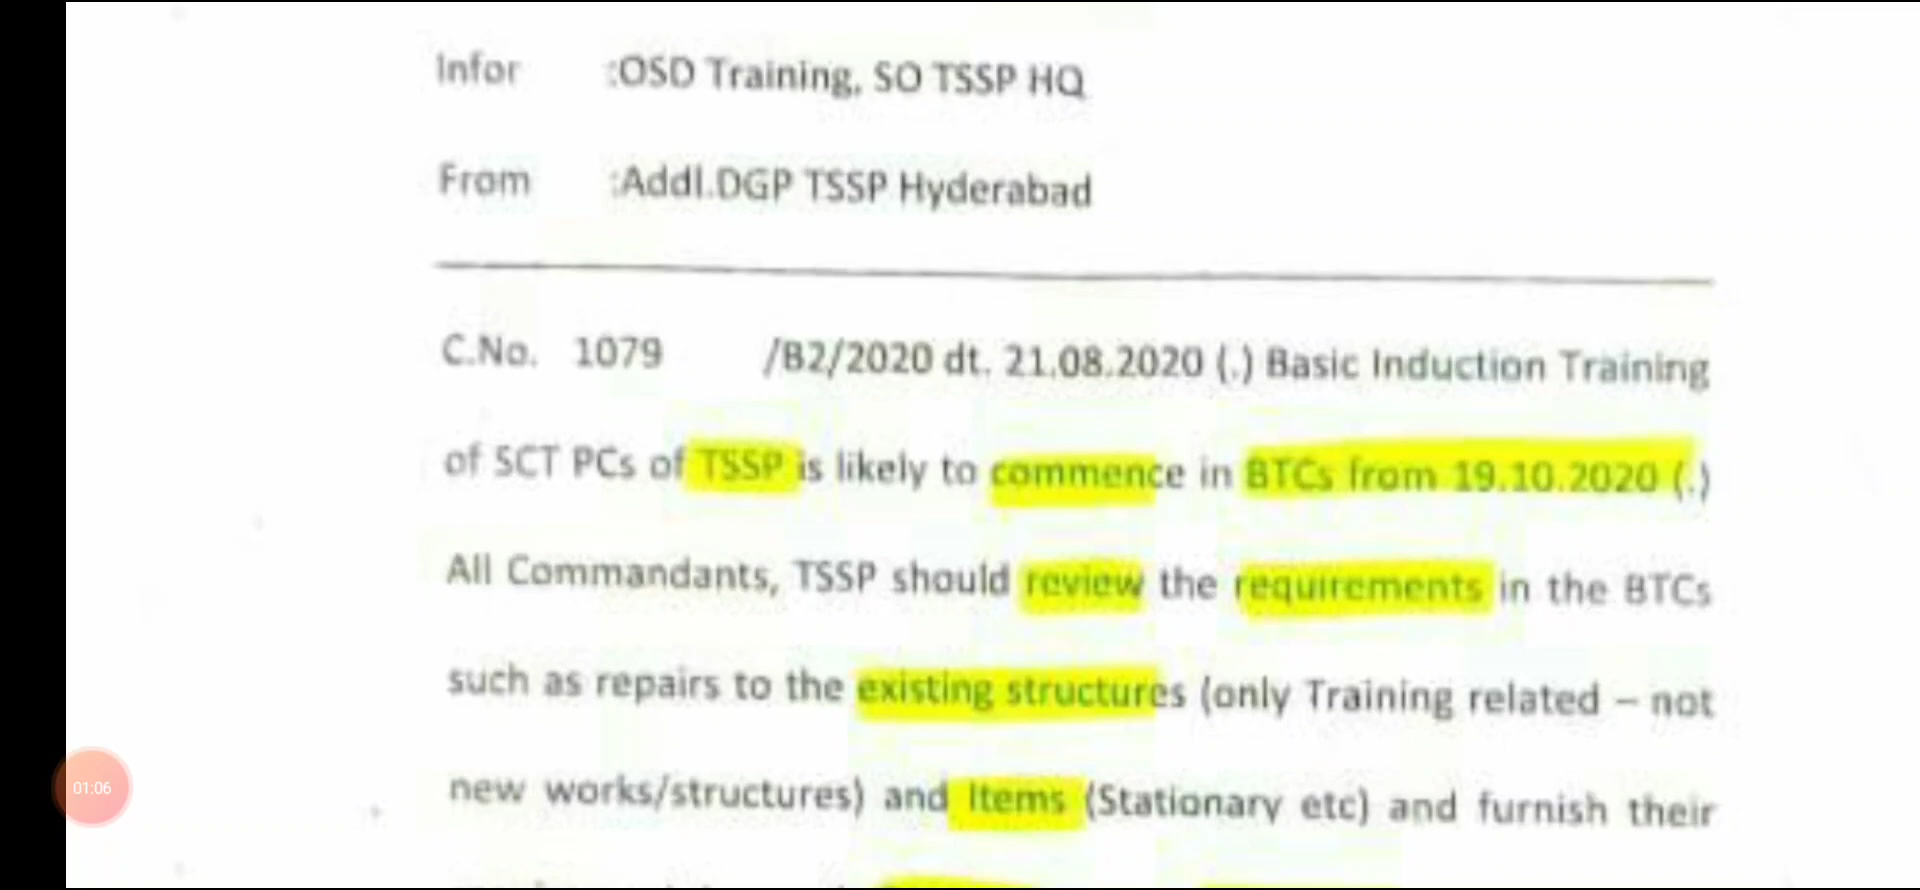 Infor :OSD Training, SO TSSP HQ
From :Addl.DGP TSSP Hyderabad
C.No. 1079 /B2/2020 dt. 21.08.2020 (.) Basic Induction Training
of SCT PCs of TSSP is likely to commence in BTCs from 19.10.2020 (.)
All Commandants, TSSP should review the requirements in the BTCs
such as repairs to the existing structures (only Training related – not
new works/structures) and Items (Stationary etc) and furnish their
01:06